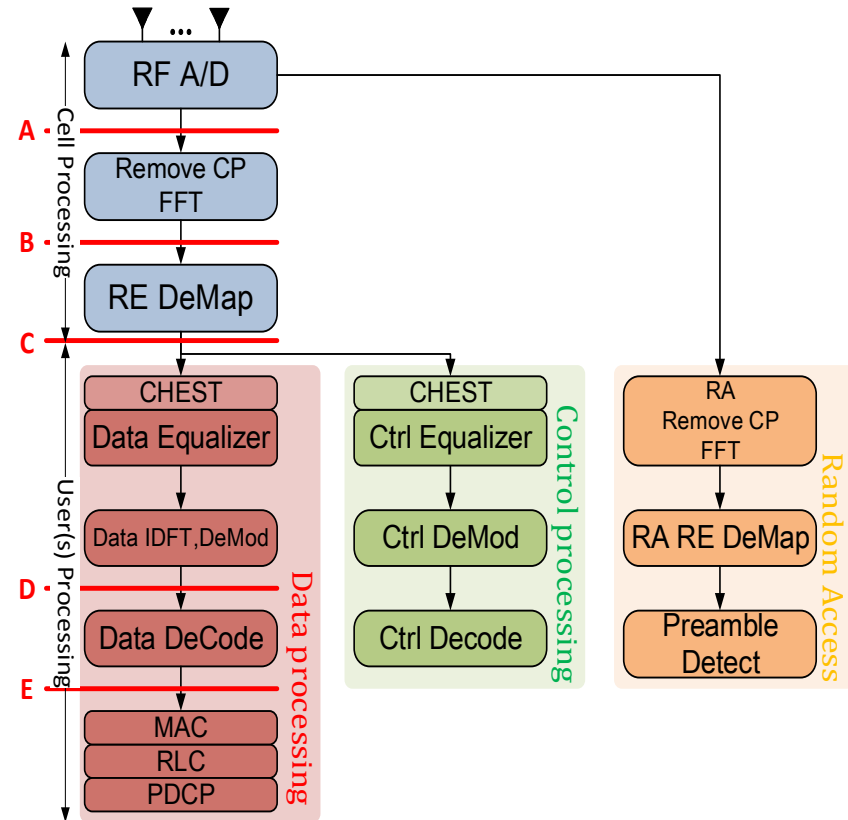 ...
RF A/D
A
Remove CP
FFT
B
RE DeMap
C
Cell Processing
User(s) Processing
CHEST
Data Equalizer
Data IDFT,DeMod
D
Data DeCode
E
MAC
RLC
PDCP
Data processing
CHEST
Ctrl Equalizer
Ctrl DeMod
Ctrl Decode
Control processing
RA
Remove CP
FFT
RA RE DeMap
Preamble
Detect
Random Access